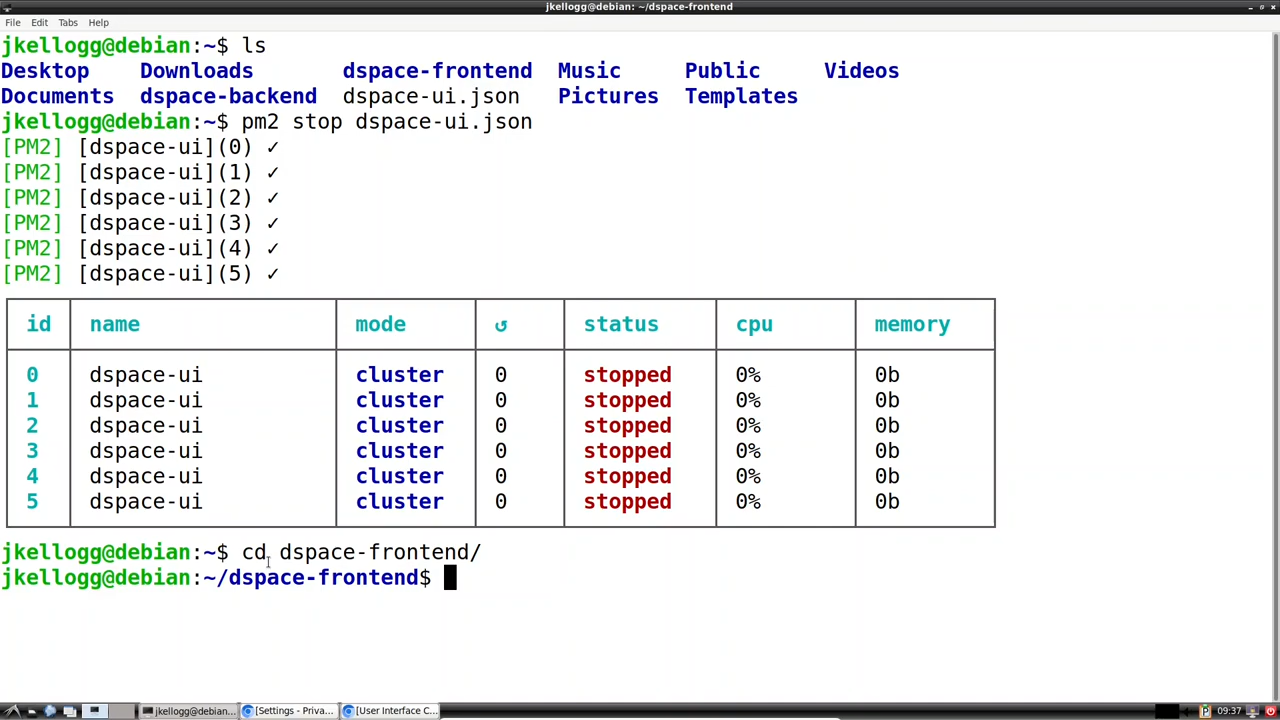 jkellogg@debian: ~/dspace-frontend
File Edit Tabs Help
jkellogg@debian:~$ ls
Desktop Downloads dspace-frontend Music Public Videos
Documents dspace-backend dspace-ui.json Pictures Templates
jkellogg@debian:~$ pm2 stop dspace-ui.json
[PM2] [dspace-ui](0) ✓
[PM2] [dspace-ui](1) ✓
[PM2] [dspace-ui](2) ✓
[PM2] [dspace-ui](3) ✓
[PM2] [dspace-ui](4) ✓
[PM2] [dspace-ui](5) ✓
id name mode ↺ status cpu memory
0 dspace-ui cluster 0 stopped 0% 0b
1 dspace-ui cluster 0 stopped 0% 0b
2 dspace-ui cluster 0 stopped 0% 0b
3 dspace-ui cluster 0 stopped 0% 0b
4 dspace-ui cluster 0 stopped 0% 0b
5 dspace-ui cluster 0 stopped 0% 0b
jkellogg@debian:~$ cd dspace-frontend/
jkellogg@debian:~/dspace-frontend$
jkellogg@debian... [Settings - Priva... [User Interface C... 09:37